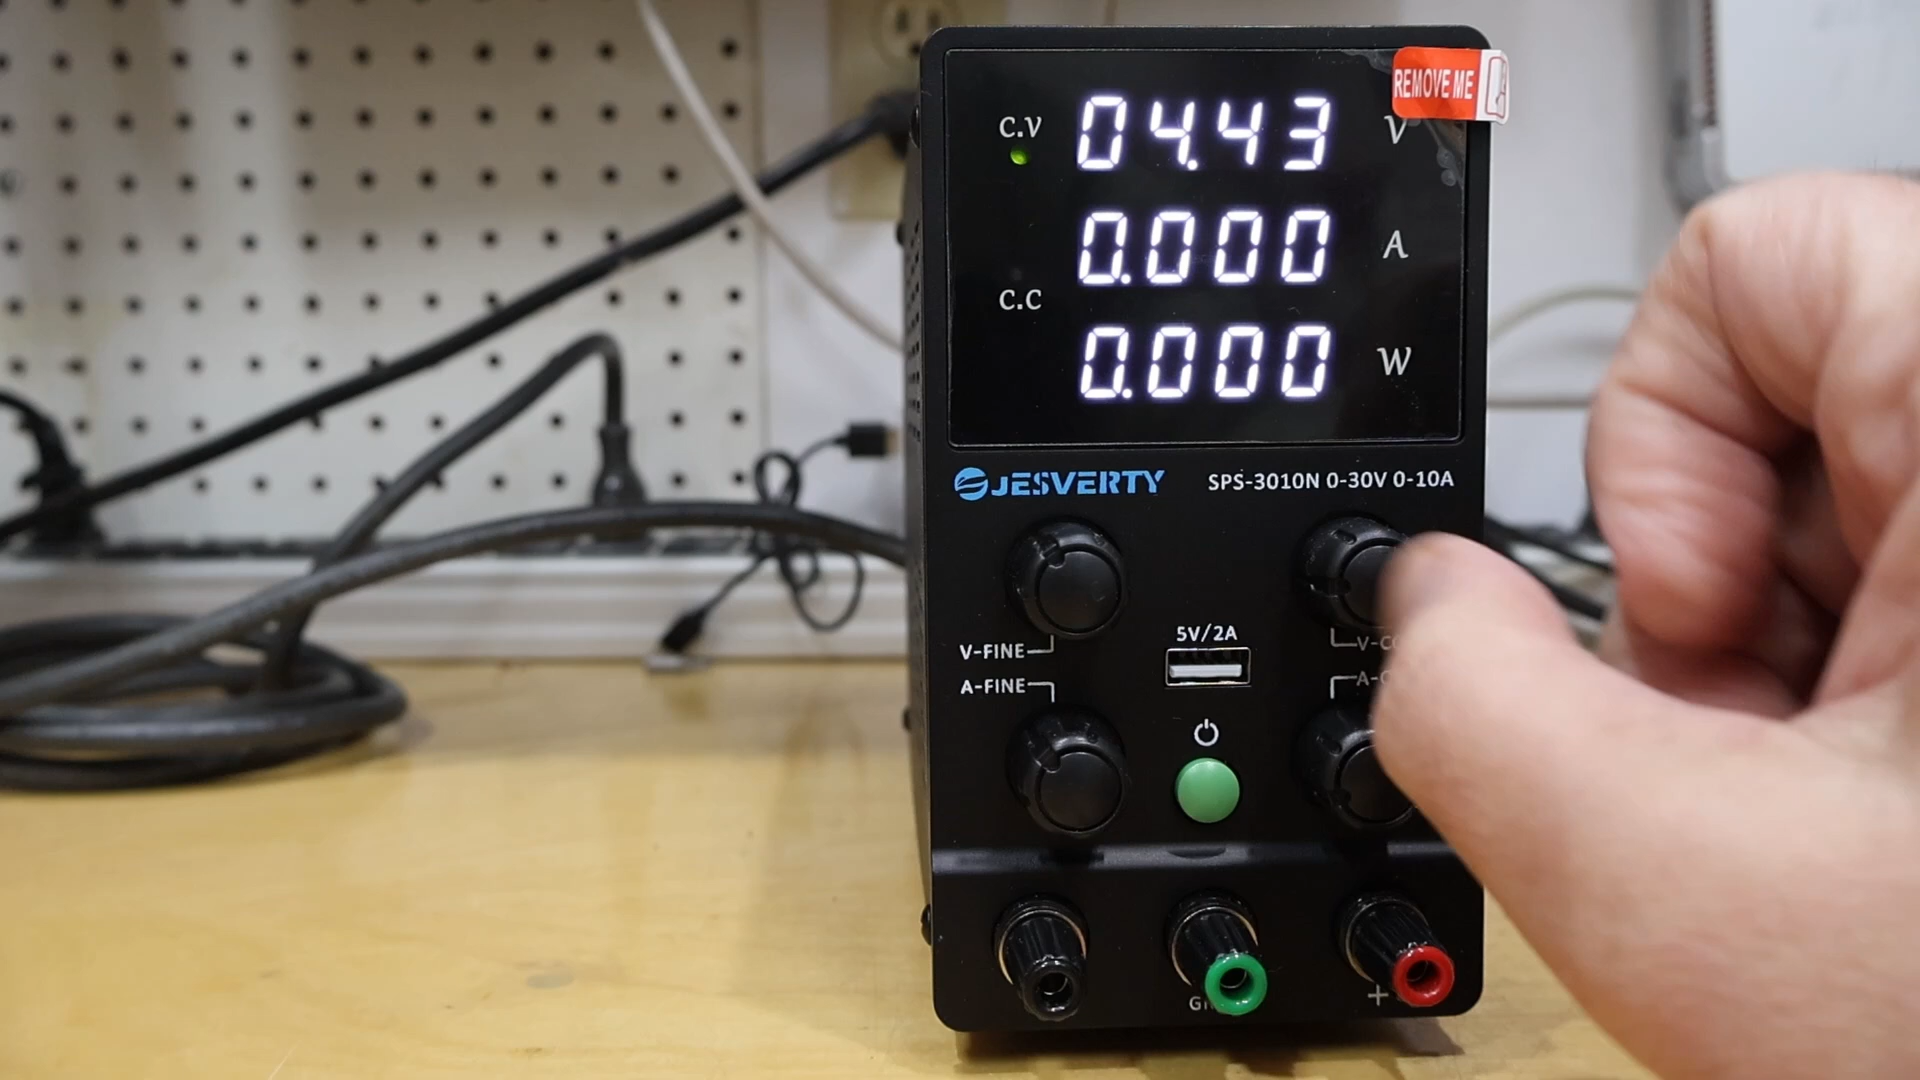 REMOVE ME
C.V 04.43 V
0.000 A
C.C
0.000 W
JESVERTY SPS-3010N 0-30V 0-10A
5V/2A
V-FINE
A-FINE
+